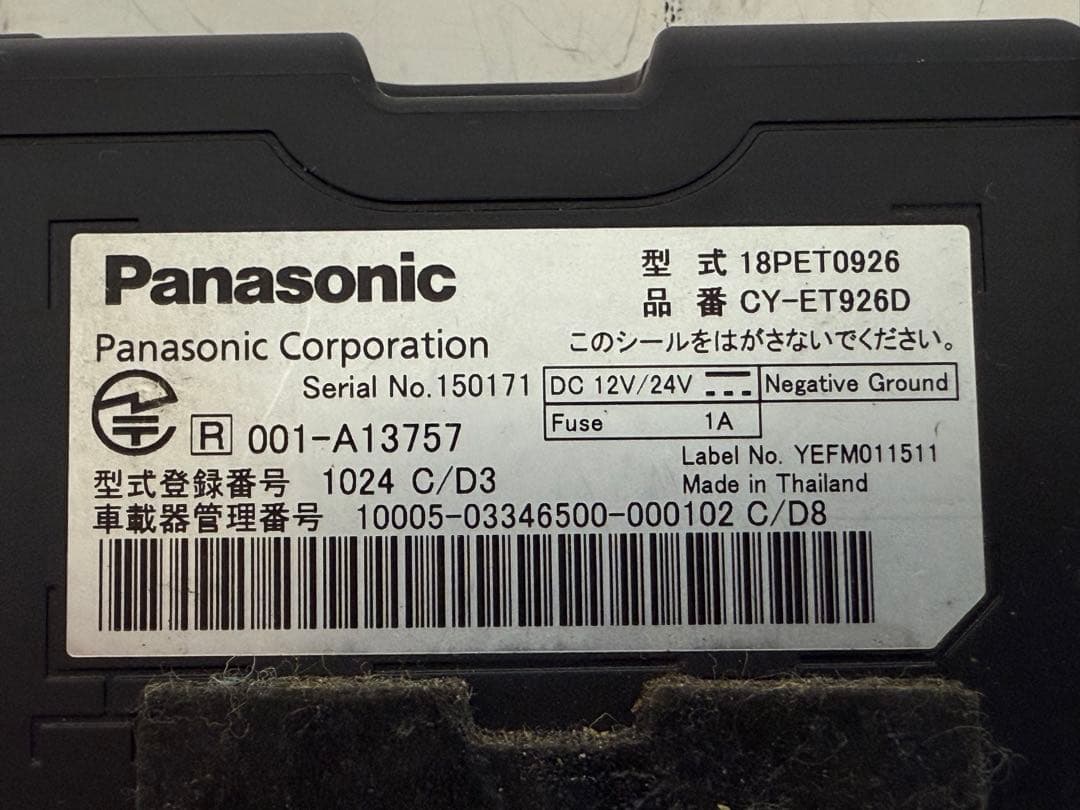 Panasonic
型 式 18PET0926
品 番 CY-ET926D
Panasonic Corporation
このシールをはがさないでください。
Serial No.150171
DC 12V/24V
Negative Ground
Fuse 1A
R 001-A13757
Label No. YEFM011511
Made in Thailand
型式登録番号 1024 C/D3
車載器管理番号 10005-03346500-000102 C/D8